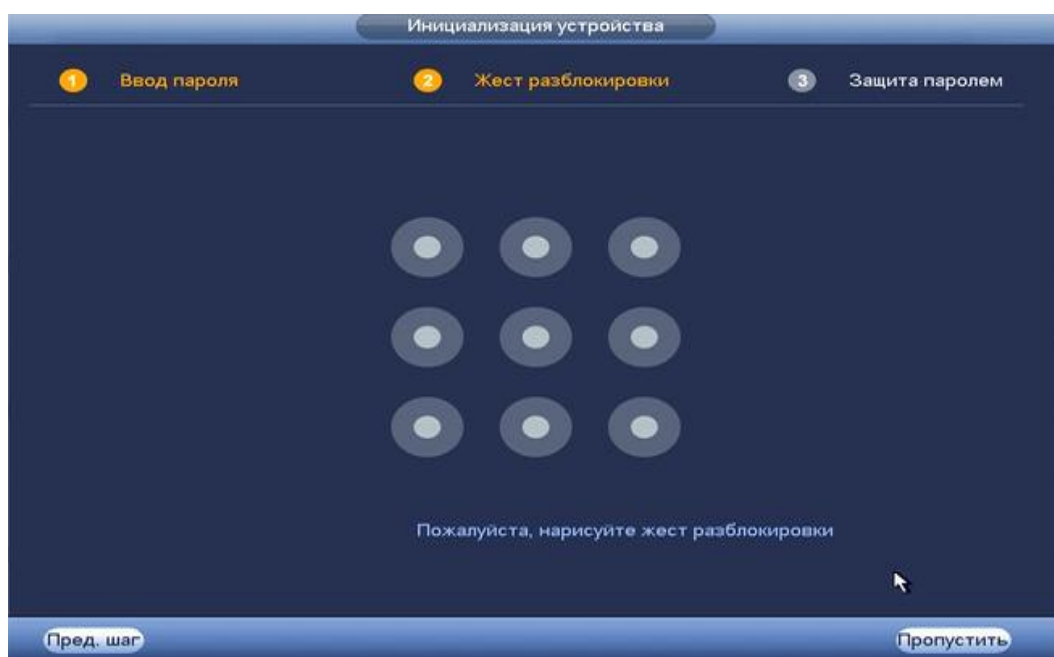 Инициализация устройства
1 Ввод пароля 2 Жест разблокировки 3 Защита паролем
Пожалуйста, нарисуйте жест разблокировки
Пред. шаг Пропустить